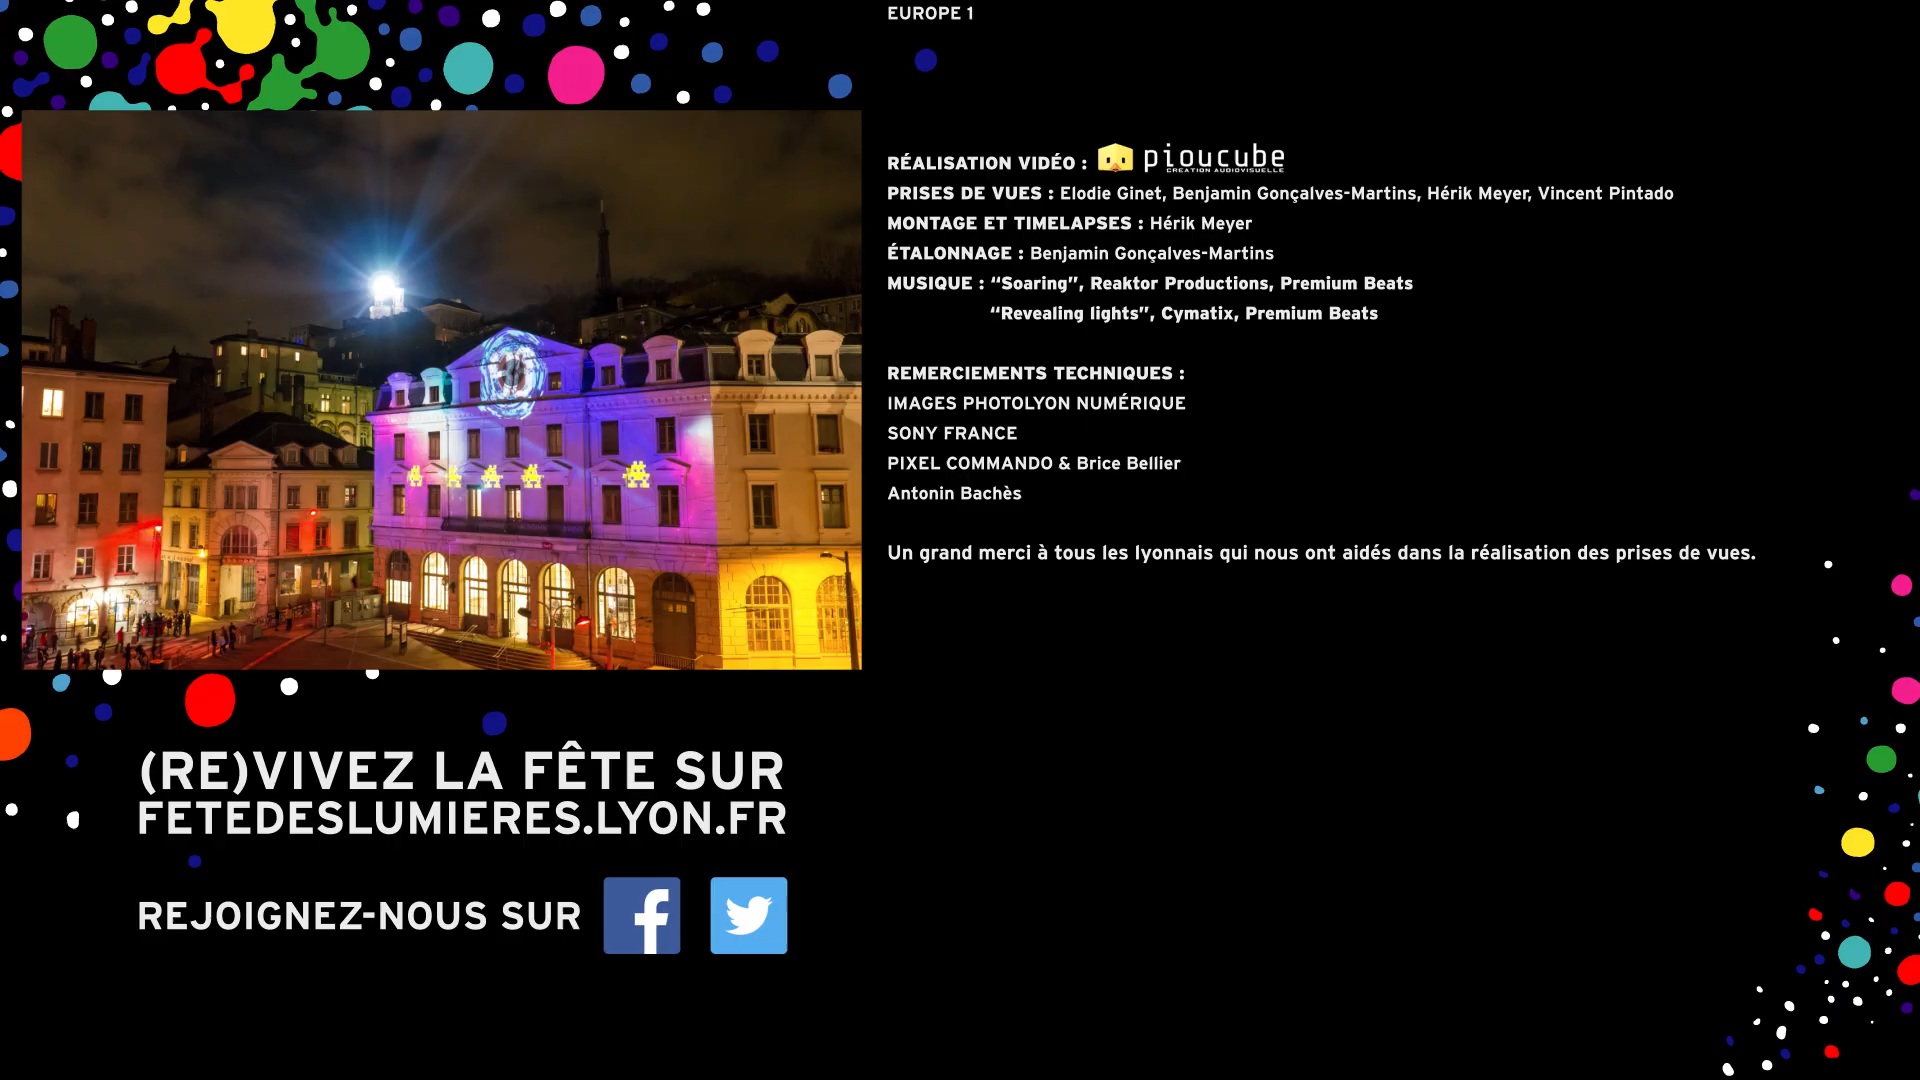 EUROPE 1
RÉALISATION VIDÉO : pioucube
CREATION AUDIOVISUELLE
PRISES DE VUES : Elodie Ginet, Benjamin Gonçalves-Martins, Hérik Meyer, Vincent Pintado
MONTAGE ET TIMELAPSES : Hérik Meyer
ÉTALONNAGE : Benjamin Gonçalves-Martins
MUSIQUE : “Soaring”, Reaktor Productions, Premium Beats
“Revealing lights”, Cymatix, Premium Beats
REMERCIEMENTS TECHNIQUES :
IMAGES PHOTOLYON NUMÉRIQUE
SONY FRANCE
PIXEL COMMANDO & Brice Bellier
Antonin Bachès
Un grand merci à tous les lyonnais qui nous ont aidés dans la réalisation des prises de vues.
(RE)VIVEZ LA FÊTE SUR
FETEDESLUMIERES.LYON.FR
REJOIGNEZ-NOUS SUR